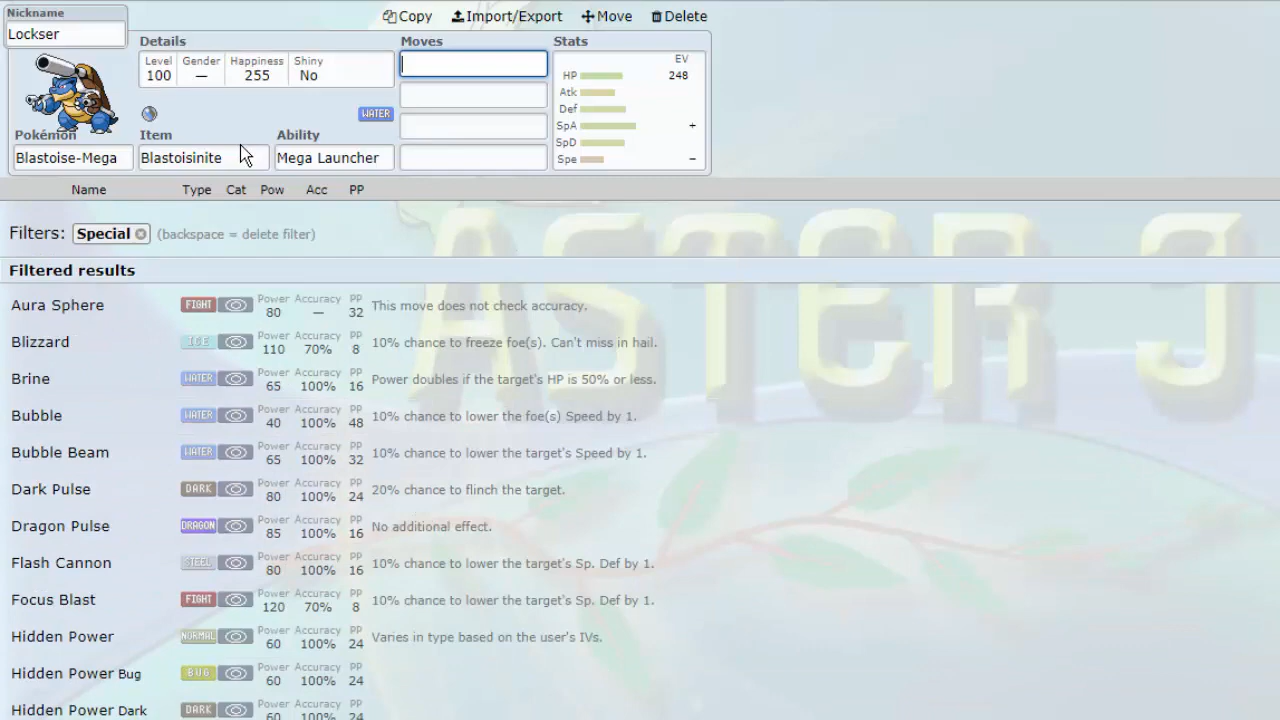 Nickname
Lockser
Copy Import/Export Move Delete
Details
Level Gender Happiness Shiny
100 — 255 No
WATER
Pokémon Item Ability
Blastoise-Mega Blastoisinite Mega Launcher
Moves
Stats
EV
HP 248
Atk
Def
SpA +
SpD
Spe −
Name Type Cat Pow Acc PP
Filters: Special (backspace = delete filter)
ASTER J
Filtered results
Aura Sphere FIGHT Power 80 Accuracy — PP 32 This move does not check accuracy.
Blizzard ICE Power 110 Accuracy 70% PP 8 10% chance to freeze foe(s). Can't miss in hail.
Brine WATER Power 65 Accuracy 100% PP 16 Power doubles if the target's HP is 50% or less.
Bubble WATER Power 40 Accuracy 100% PP 48 10% chance to lower the foe(s) Speed by 1.
Bubble Beam WATER Power 65 Accuracy 100% PP 32 10% chance to lower the target's Speed by 1.
Dark Pulse DARK Power 80 Accuracy 100% PP 24 20% chance to flinch the target.
Dragon Pulse DRAGON Power 85 Accuracy 100% PP 16 No additional effect.
Flash Cannon STEEL Power 80 Accuracy 100% PP 16 10% chance to lower the target's Sp. Def by 1.
Focus Blast FIGHT Power 120 Accuracy 70% PP 8 10% chance to lower the target's Sp. Def by 1.
Hidden Power NORMAL Power 60 Accuracy 100% PP 24 Varies in type based on the user's IVs.
Hidden Power Bug BUG Power 60 Accuracy 100% PP 24
Hidden Power Dark DARK Power 60 Accuracy 100% PP 24